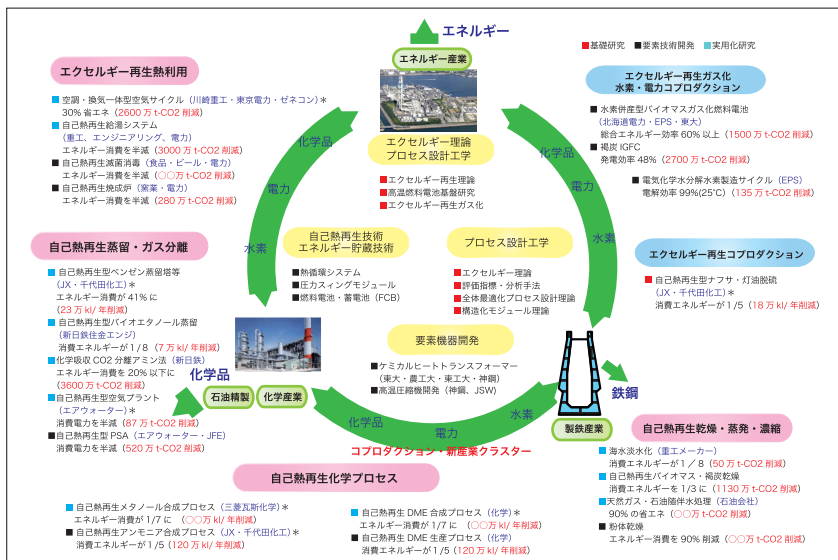 エネルギー
■基礎研究 ■要素技術開発 ■実用化研究
エネルギー産業
エクセルギー再生熱利用
■ 空調・換気一体型空気サイクル(川崎重工・東京電力・ゼネコン)＊
30% 省エネ(2600 万 t-CO2 削減)
■ 自己熱再生給湯システム
(重工、エンジニアリング、電力)
エネルギー消費を半減(3000 万 t-CO2 削減)
■ 自己熱再生滅菌消毒(食品・ビール・電力)
エネルギー消費を半減(○○万 t-CO2 削減)
■ 自己熱再生焼成炉(窯業・電力)
エネルギー消費を半減(280 万 t-CO2 削減)
エクセルギー再生ガス化
水素・電力コプロダクション
■ 水素併産型バイオマスガス化燃料電池
(北海道電力・EPS・東大)
総合エネルギー効率 60% 以上(1500 万 t-CO2 削減)
■ 褐炭 IGFC
発電効率 48%(2700 万 t-CO2 削減)
■ 電気化学水分解水素製造サイクル(EPS)
電解効率 99%(25℃)(135 万 t-CO2 削減)
化学品
電力
水素
エクセルギー理論
プロセス設計工学
■エクセルギー再生理論
■高温燃料電池基盤研究
■エクセルギー再生ガス化
化学品
電力
水素
自己熱再生技術
エネルギー貯蔵技術
■熱循環システム
■圧力スィングモジュール
■燃料電池・蓄電池(FCB)
プロセス設計工学
■エクセルギー理論
■評価指標・分析手法
■全体最適化プロセス設計理論
■構造化モジュール理論
自己熱再生蒸留・ガス分離
■ 自己熱再生型ベンゼン蒸留塔等
(JX・千代田化工)＊
エネルギー消費が 41% に
(23 万 kl/ 年削減)
■ 自己熱再生型バイオエタノール蒸留
(新日鉄住金エンジ)
消費エネルギーが 1 / 8(7 万 kl/ 年削減)
■化学吸収 CO2 分離アミン法(新日鉄)
エネルギー消費を 20% 以下に
(3600 万 t-CO2 削減)
■自己熱再生型空気プラント
(エアウォーター)＊
消費電力を半減(87 万 t-CO2 削減)
■自己熱再生型 PSA(エアウォーター・JFE)
消費電力を半減(520 万 t-CO2 削減)
エクセルギー再生コプロダクション
■ 自己熱再生型ナフサ・灯油脱硫
(JX・千代田化工)＊
消費エネルギーが 1/5(18 万 kl/ 年削減)
要素機器開発
■ケミカルヒートトランスフォーマー
(東大・農工大・東工大・神鋼)
■高温圧縮機開発(神鋼、JSW)
化学品
石油精製
化学産業
鉄鋼
製鉄産業
化学品
電力
水素
コプロダクション・新産業クラスター
自己熱再生乾燥・蒸発・濃縮
■ 海水淡水化(重工メーカー)
消費エネルギーが 1 / 8(50 万 t-CO2 削減)
■ 自己熱再生バイオマス・褐炭乾燥
消費エネルギーを 1/3 に(1130 万 t-CO2 削減)
■天然ガス・石油随伴水処理(石油会社)
90% の省エネ(○○万 t-CO2 削減)
■ 粉体乾燥
エネルギー消費を 90% 削減(○○万 t-CO2 削減)
自己熱再生化学プロセス
■ 自己熱再生メタノール合成プロセス(三菱瓦斯化学)＊
エネルギー消費が 1/7 に (○○万 kl/ 年削減)
■ 自己熱再生アンモニア合成プロセス(JX・千代田化工)＊
消費エネルギーが 1/5(120 万 kl/ 年削減)
■ 自己熱再生 DME 合成プロセス(化学)＊
エネルギー消費が 1/7 に(○○万 kl/ 年削減)
■ 自己熱再生 DME 生産プロセス(化学)
消費エネルギーが 1/5(120 万 kl/ 年削減)